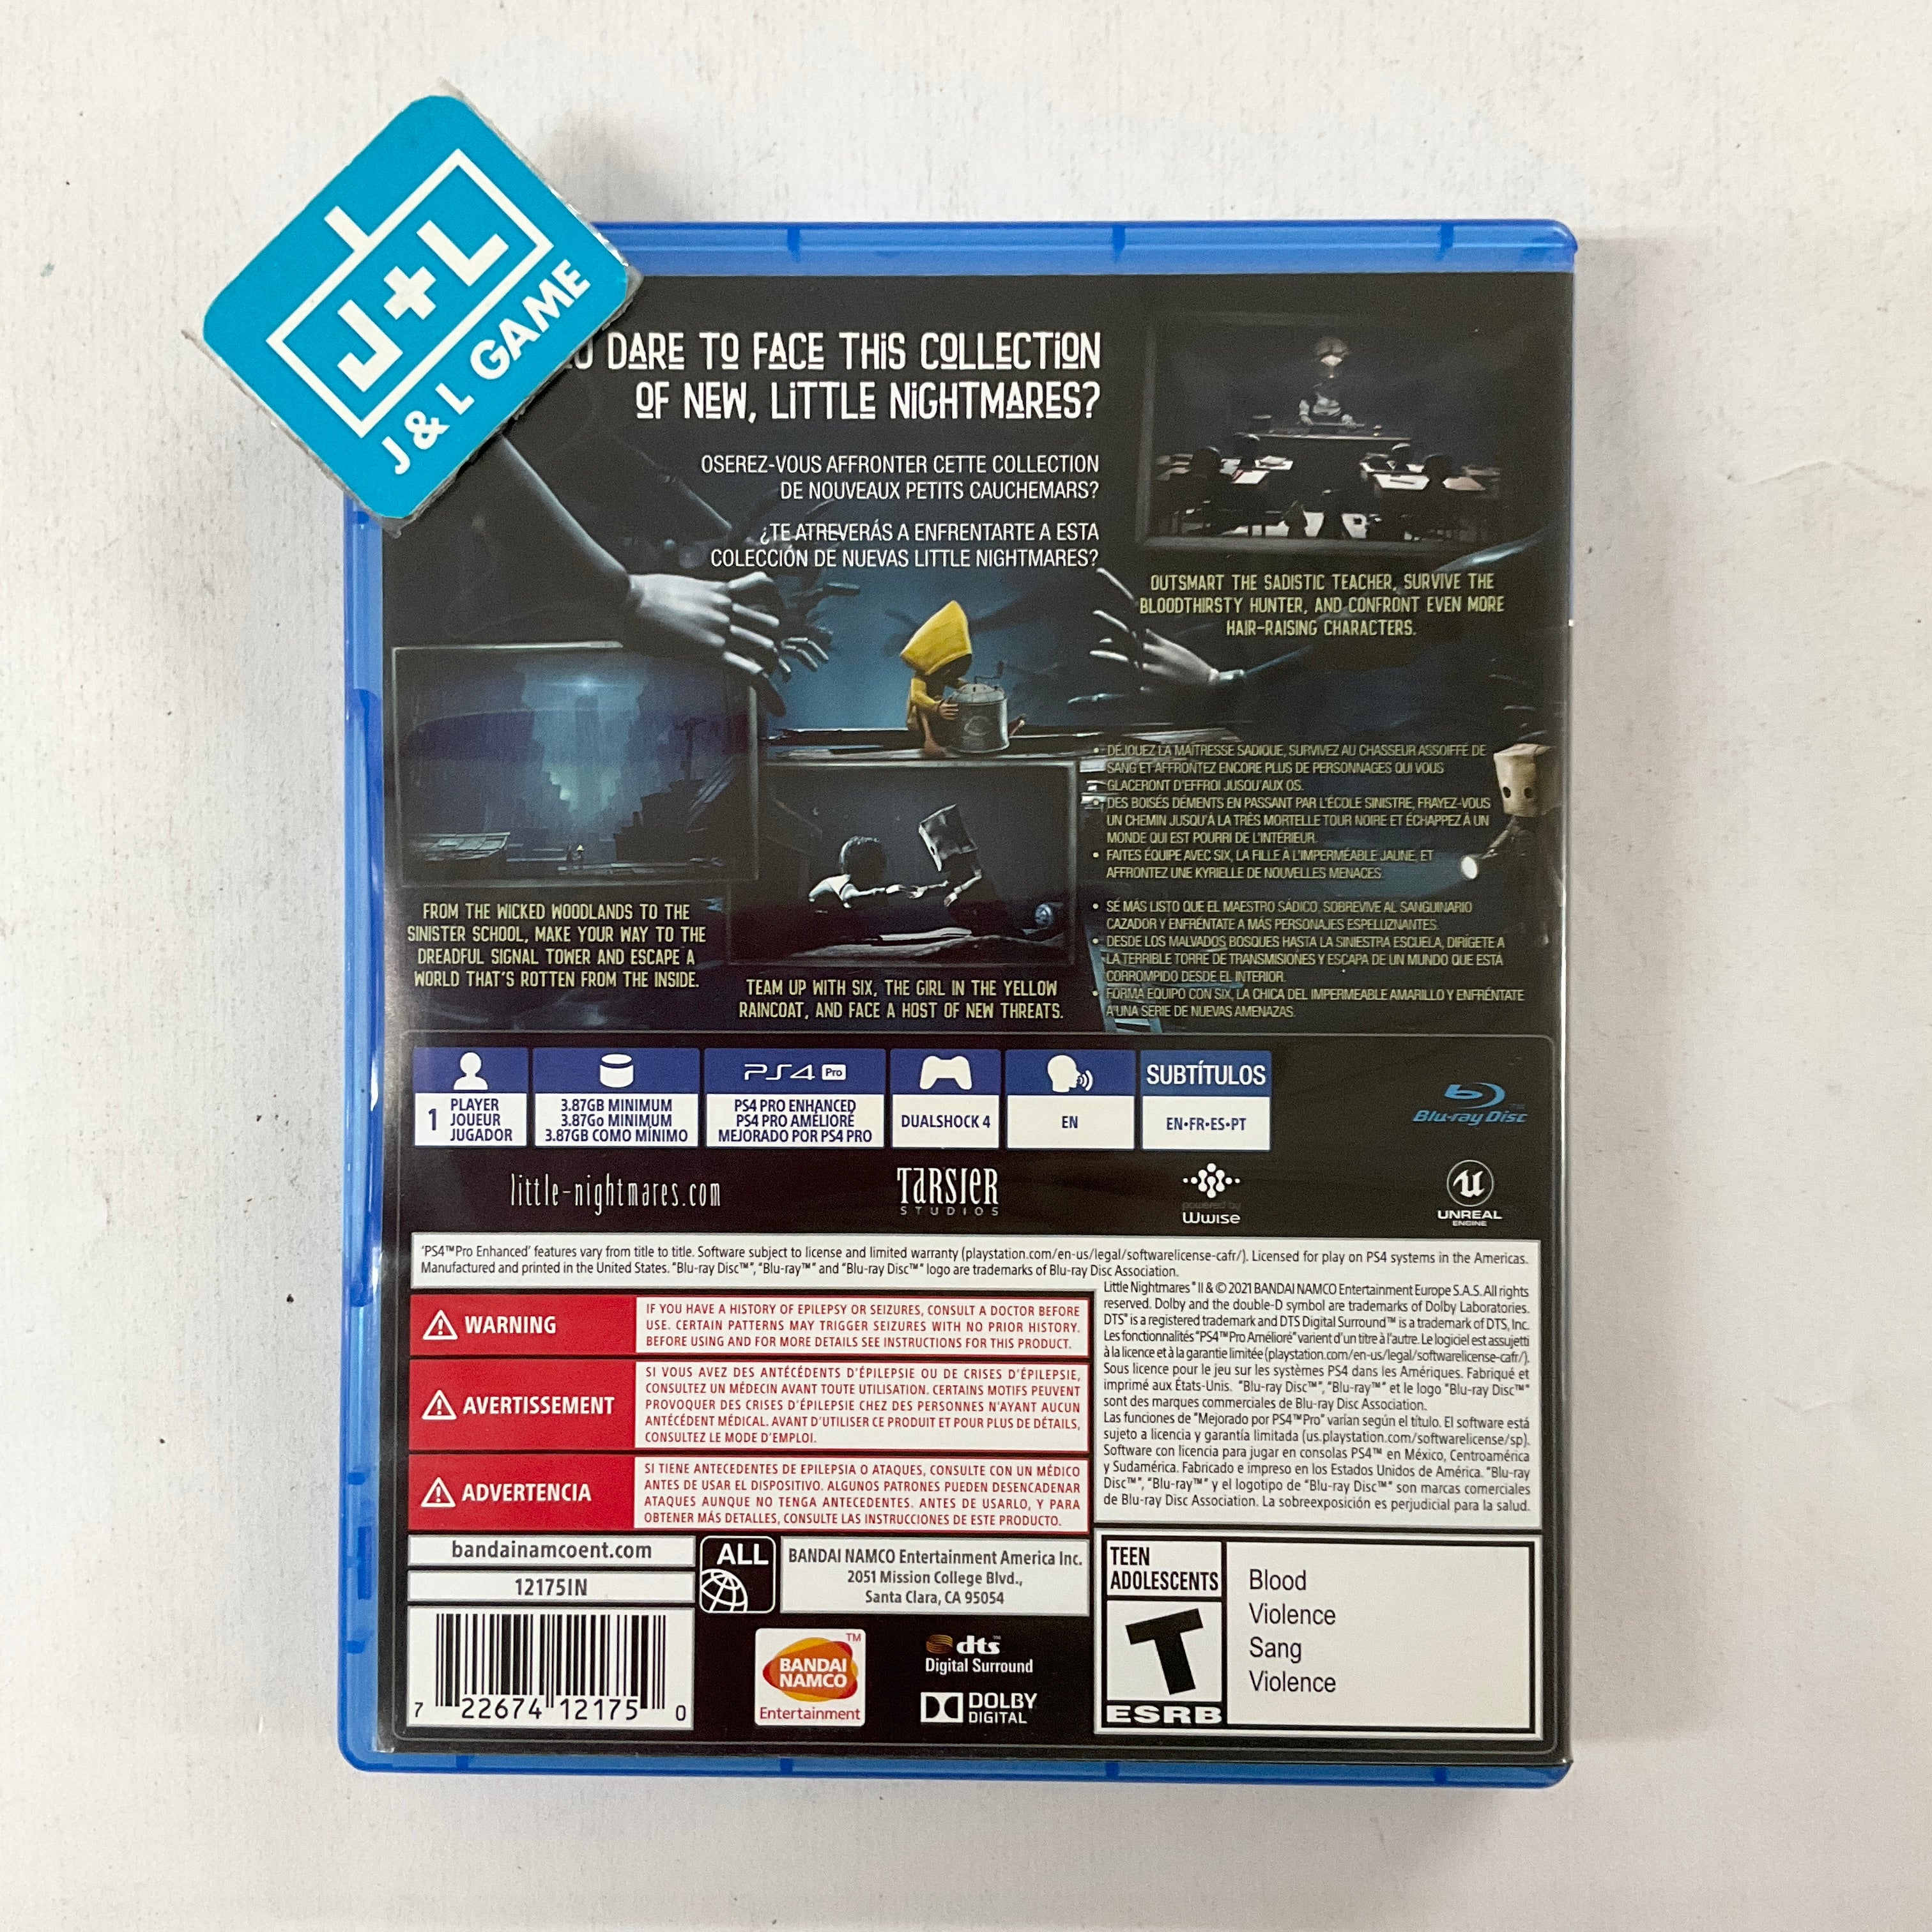 J+L
J & L GAME
DARE TO FACE THIS COLLECTION
OF NEW, LITTLE NIGHTMARES?
OSEREZ-VOUS AFFRONTER CETTE COLLECTION
DE NOUVEAUX PETITS CAUCHEMARS?
¿TE ATREVERÁS A ENFRENTARTE A ESTA
COLECCIÓN DE NUEVAS LITTLE NIGHTMARES?
OUTSMART THE SADISTIC TEACHER, SURVIVE THE
BLOODTHIRSTY HUNTER, AND CONFRONT EVEN MORE
HAIR-RAISING CHARACTERS.
FROM THE WICKED WOODLANDS TO THE
SINISTER SCHOOL, MAKE YOUR WAY TO THE
DREADFUL SIGNAL TOWER AND ESCAPE A
WORLD THAT'S ROTTEN FROM THE INSIDE.
TEAM UP WITH SIX, THE GIRL IN THE YELLOW
RAINCOAT, AND FACE A HOST OF NEW THREATS.
• DÉJOUEZ LA MAÎTRESSE SADIQUE, SURVIVEZ AU CHASSEUR ASSOIFFÉ DE
SANG ET AFFRONTEZ ENCORE PLUS DE PERSONNAGES QUI VOUS
GLACERONT D'EFFROI JUSQU'AUX OS.
• DES BOISÉS DÉMENTS EN PASSANT PAR L'ÉCOLE SINISTRE, FRAYEZ-VOUS
UN CHEMIN JUSQU'À LA TRÈS MORTELLE TOUR NOIRE ET ÉCHAPPEZ À UN
MONDE QUI EST POURRI DE L'INTÉRIEUR.
• FAITES ÉQUIPE AVEC SIX, LA FILLE À L'IMPERMÉABLE JAUNE, ET
AFFRONTEZ UNE KYRIELLE DE NOUVELLES MENACES.
• SÉ MÁS LISTO QUE EL MAESTRO SÁDICO, SOBREVIVE AL SANGUINARIO
CAZADOR Y ENFRÉNTATE A MÁS PERSONAJES ESPELUZNANTES.
• DESDE LOS MALVADOS BOSQUES HASTA LA SINIESTRA ESCUELA, DIRÍGETE A
LA TERRIBLE TORRE DE TRANSMISIONES Y ESCAPA DE UN MUNDO QUE ESTÁ
CORROMPIDO DESDE EL INTERIOR.
• FORMA EQUIPO CON SIX, LA CHICA DEL IMPERMEABLE AMARILLO Y ENFRÉNTATE
A UNA SERIE DE NUEVAS AMENAZAS.
1 PLAYER
JOUEUR
JUGADOR
3.87GB MINIMUM
3.87Go MINIMUM
3.87GB COMO MÍNIMO
PS4 Pro
PS4 PRO ENHANCED
PS4 PRO AMÉLIORÉ
MEJORADO POR PS4 PRO
DUALSHOCK 4
EN
SUBTÍTULOS
EN•FR•ES•PT
Blu-ray Disc™
little-nightmares.com
TARSIER
STUDIOS
powered by
Wwise
UNREAL
ENGINE
'PS4™Pro Enhanced' features vary from title to title. Software subject to license and limited warranty (playstation.com/en-us/legal/softwarelicense-cafr/). Licensed for play on PS4 systems in the Americas.
Manufactured and printed in the United States. "Blu-ray Disc™", "Blu-ray™" and "Blu-ray Disc™" logo are trademarks of Blu-ray Disc Association.
Little Nightmares™ II & © 2021 BANDAI NAMCO Entertainment Europe S.A.S. All rights
reserved. Dolby and the double-D symbol are trademarks of Dolby Laboratories.
DTS® is a registered trademark and DTS Digital Surround™ is a trademark of DTS, Inc.
Les fonctionnalités "PS4™Pro Amélioré" varient d'un titre à l'autre. Le logiciel est assujetti
à la licence et à la garantie limitée (playstation.com/en-us/legal/softwarelicense-cafr/).
Sous licence pour le jeu sur les systèmes PS4 dans les Amériques. Fabriqué et
imprimé aux États-Unis. "Blu-ray Disc™", "Blu-ray™" et le logo "Blu-ray Disc™"
sont des marques commerciales de Blu-ray Disc Association.
Las funciones de "Mejorado por PS4™Pro" varían según el título. El software está
sujeto a licencia y garantía limitada (us.playstation.com/softwarelicense/sp).
Software con licencia para jugar en consolas PS4™ en México, Centroamérica
y Sudamérica. Fabricado e impreso en los Estados Unidos de América. "Blu-ray
Disc™", "Blu-ray™" y el logotipo de "Blu-ray Disc™" son marcas comerciales
de Blu-ray Disc Association. La sobreexposición es perjudicial para la salud.
WARNING
IF YOU HAVE A HISTORY OF EPILEPSY OR SEIZURES, CONSULT A DOCTOR BEFORE
USE. CERTAIN PATTERNS MAY TRIGGER SEIZURES WITH NO PRIOR HISTORY.
BEFORE USING AND FOR MORE DETAILS SEE INSTRUCTIONS FOR THIS PRODUCT.
AVERTISSEMENT
SI VOUS AVEZ DES ANTÉCÉDENTS D'ÉPILEPSIE OU DE CRISES D'ÉPILEPSIE,
CONSULTEZ UN MÉDECIN AVANT TOUTE UTILISATION. CERTAINS MOTIFS PEUVENT
PROVOQUER DES CRISES D'ÉPILEPSIE CHEZ DES PERSONNES N'AYANT AUCUN
ANTÉCÉDENT MÉDICAL. AVANT D'UTILISER CE PRODUIT ET POUR PLUS DE DÉTAILS,
CONSULTEZ LE MODE D'EMPLOI.
ADVERTENCIA
SI TIENE ANTECEDENTES DE EPILEPSIA O ATAQUES, CONSULTE CON UN MÉDICO
ANTES DE USAR EL DISPOSITIVO. ALGUNOS PATRONES PUEDEN DESENCADENAR
ATAQUES AUNQUE NO TENGA ANTECEDENTES. ANTES DE USARLO, Y PARA
OBTENER MÁS DETALLES, CONSULTE LAS INSTRUCCIONES DE ESTE PRODUCTO.
bandainamcoent.com
12175IN
7 22674 12175 0
ALL
BANDAI NAMCO Entertainment America Inc.
2051 Mission College Blvd.,
Santa Clara, CA 95054
BANDAI
NAMCO
Entertainment
TM
dts
Digital Surround
DOLBY
DIGITAL
TEEN
ADOLESCENTS
T
ESRB
Blood
Violence
Sang
Violence